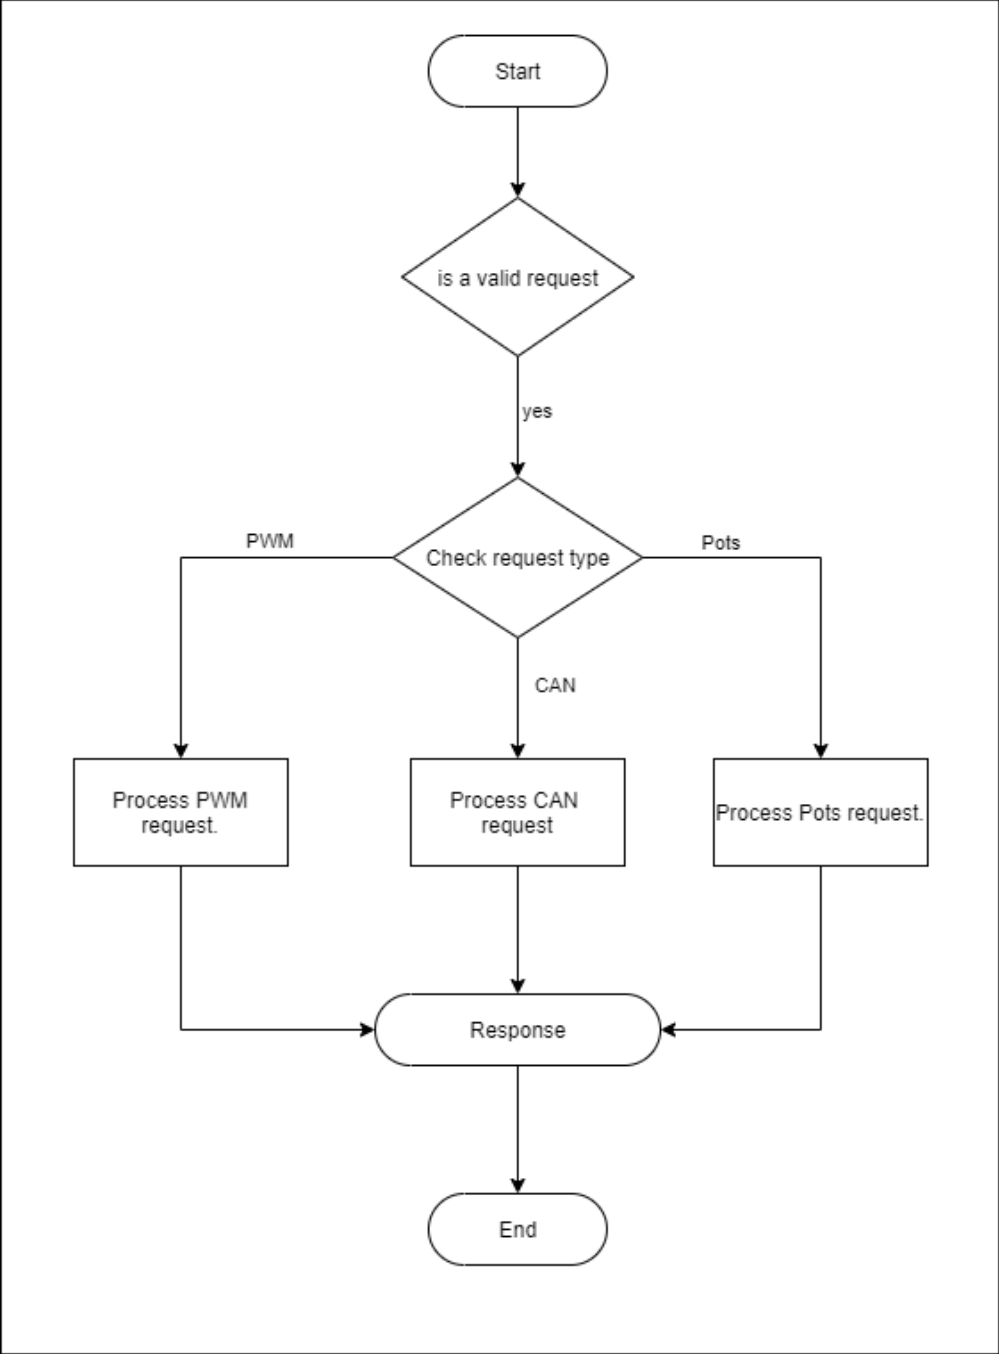 Start
is a valid request
yes
PWM
Pots
Check request type
CAN
Process PWM
request.
Process CAN
request
Process Pots request.
Response
End